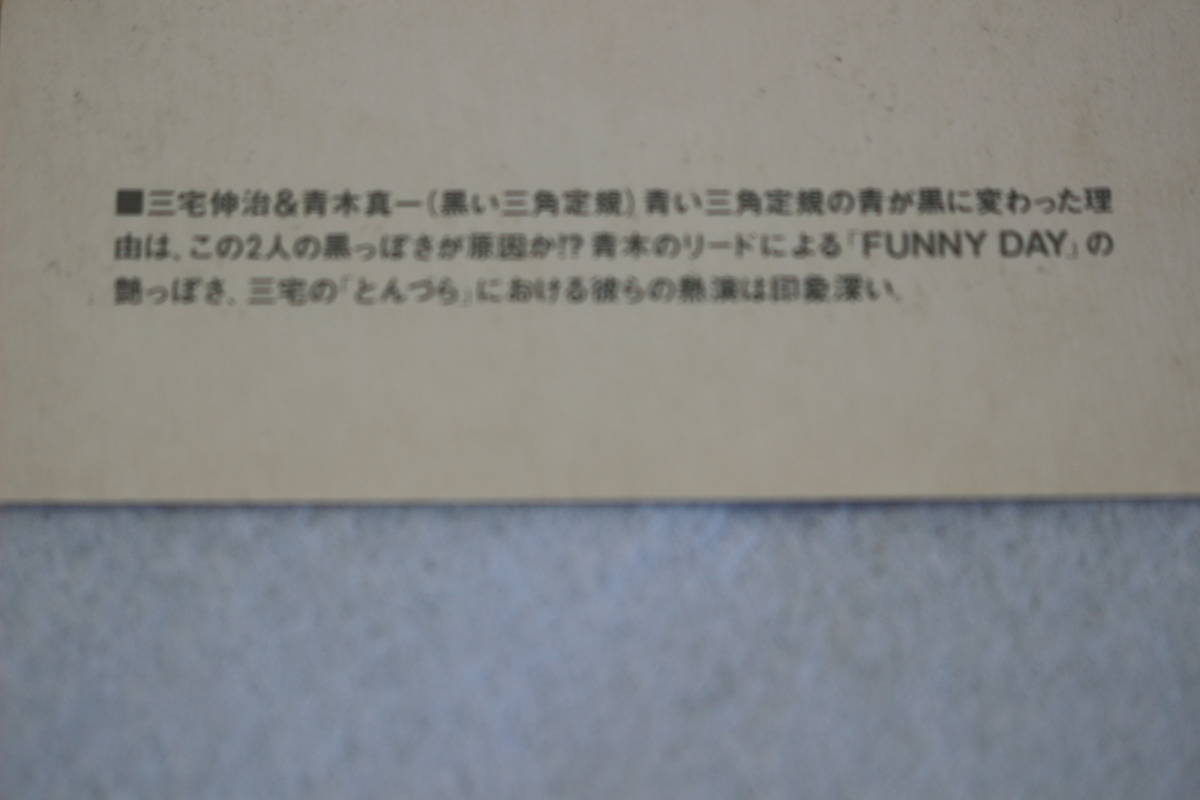 ■三宅伸治&青木真一(黒い三角定規) 青い三角定規の青が黒に変わった理
由は、この2人の黒っぽさが原因か!? 青木のリードによる「FUNNY DAY」の
艶っぽさ、三宅の「とんづら」における彼らの熱演は印象深い。